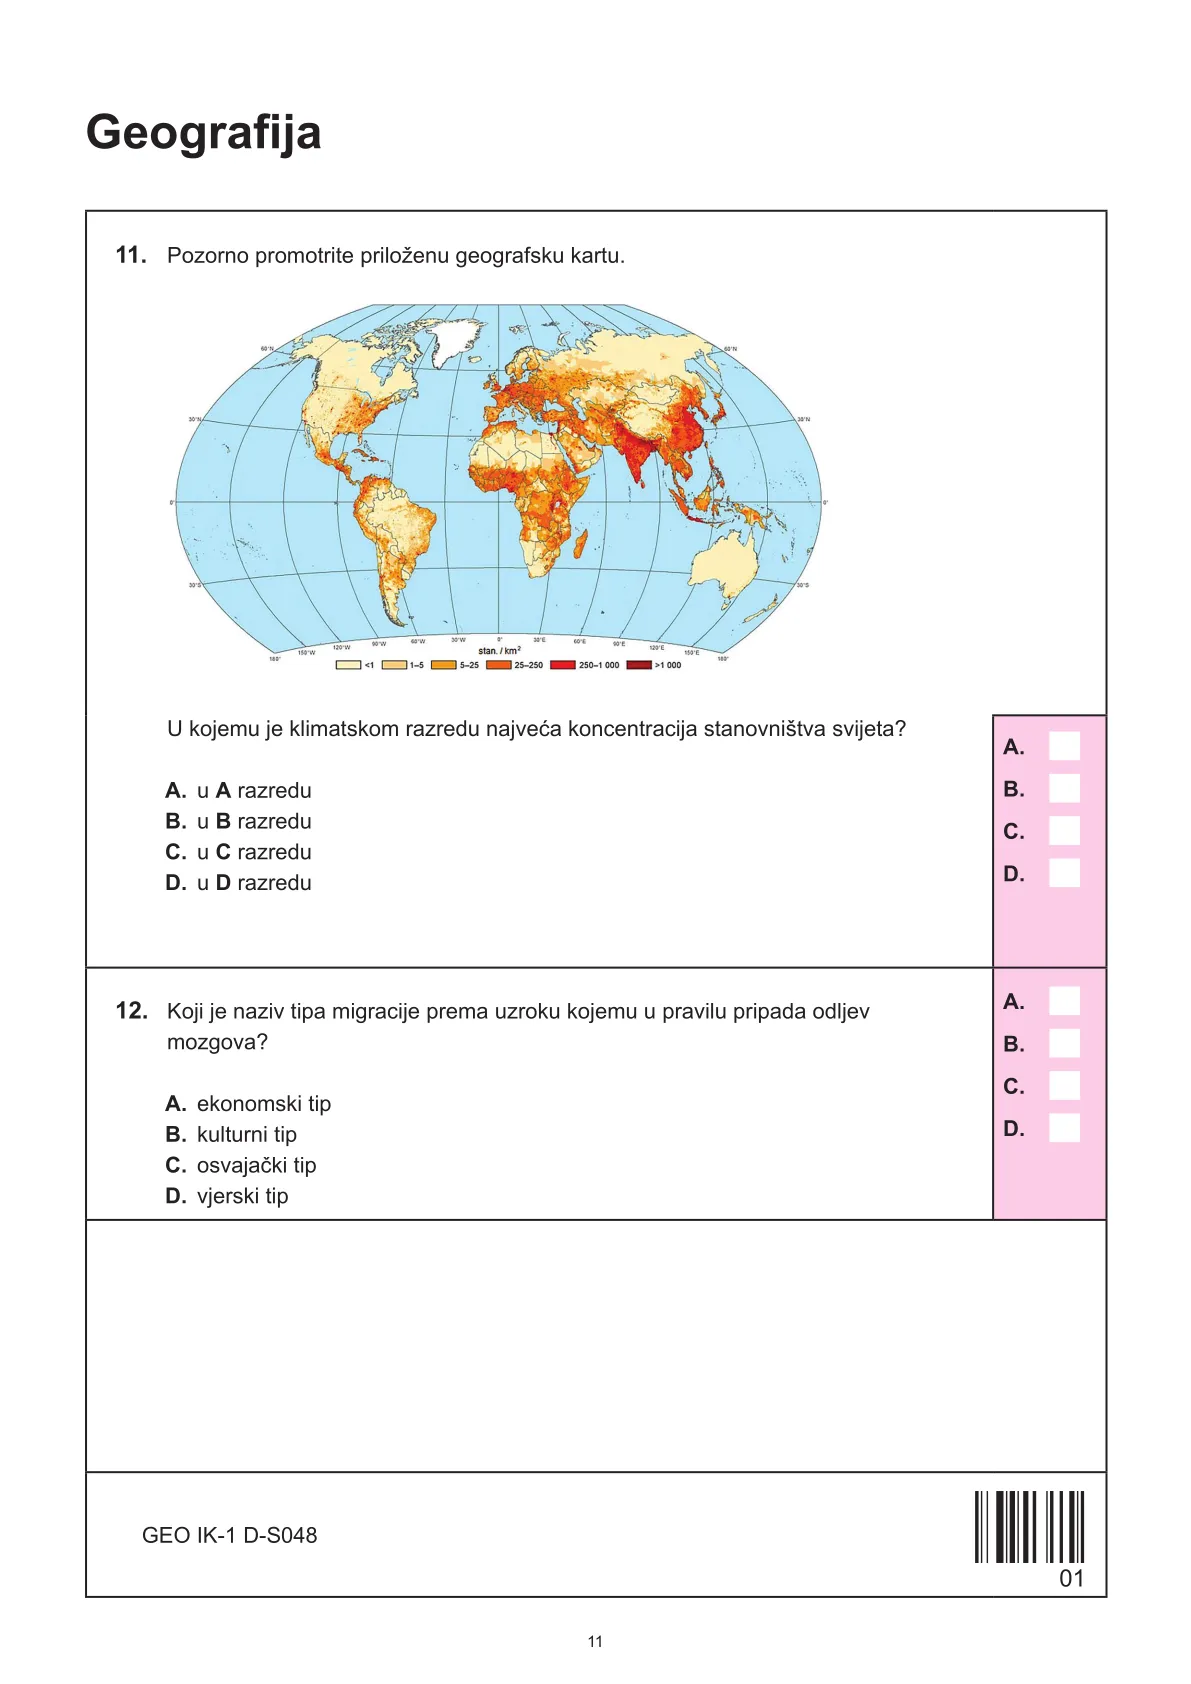 Geografija
11. Pozorno promotrite priloženu geografsku kartu.
60°N 60°N
30°N 30°N
0° 0°
30°S 30°S
180° 150°W 120°W 90°W 60°W 30°W 0° 30°E 60°E 90°E 120°E 150°E 180°
stan. / km²
<1 1–5 5–25 25–250 250–1 000 >1 000
U kojemu je klimatskom razredu najveća koncentracija stanovništva svijeta?
A. u A razredu
B. u B razredu
C. u C razredu
D. u D razredu
A.
B.
C.
D.
12. Koji je naziv tipa migracije prema uzroku kojemu u pravilu pripada odljev
mozgova?
A. ekonomski tip
B. kulturni tip
C. osvajački tip
D. vjerski tip
A.
B.
C.
D.
GEO IK-1 D-S048
01
11